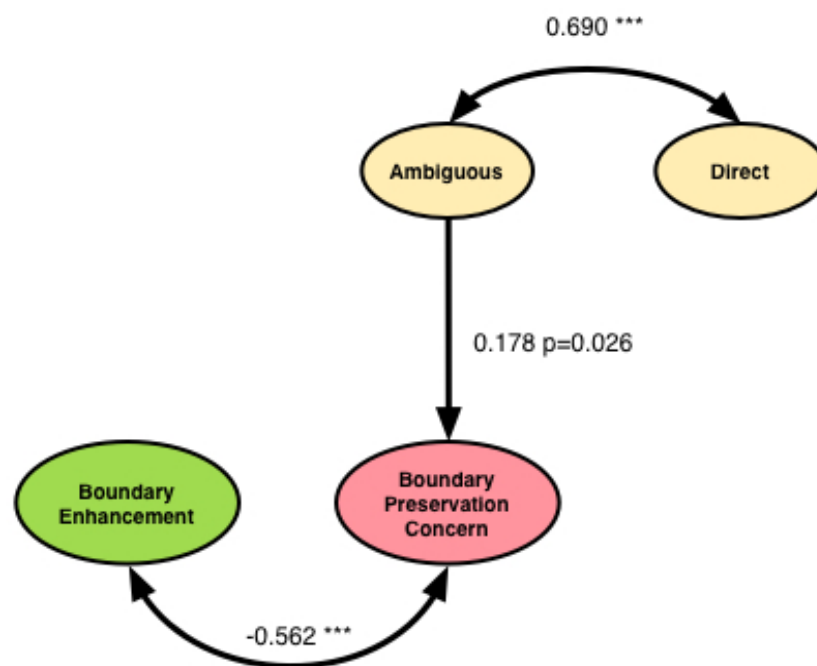 0.690 ***
Ambiguous
Direct
0.178 p=0.026
Boundary
Enhancement
Boundary
Preservation
Concern
-0.562 ***